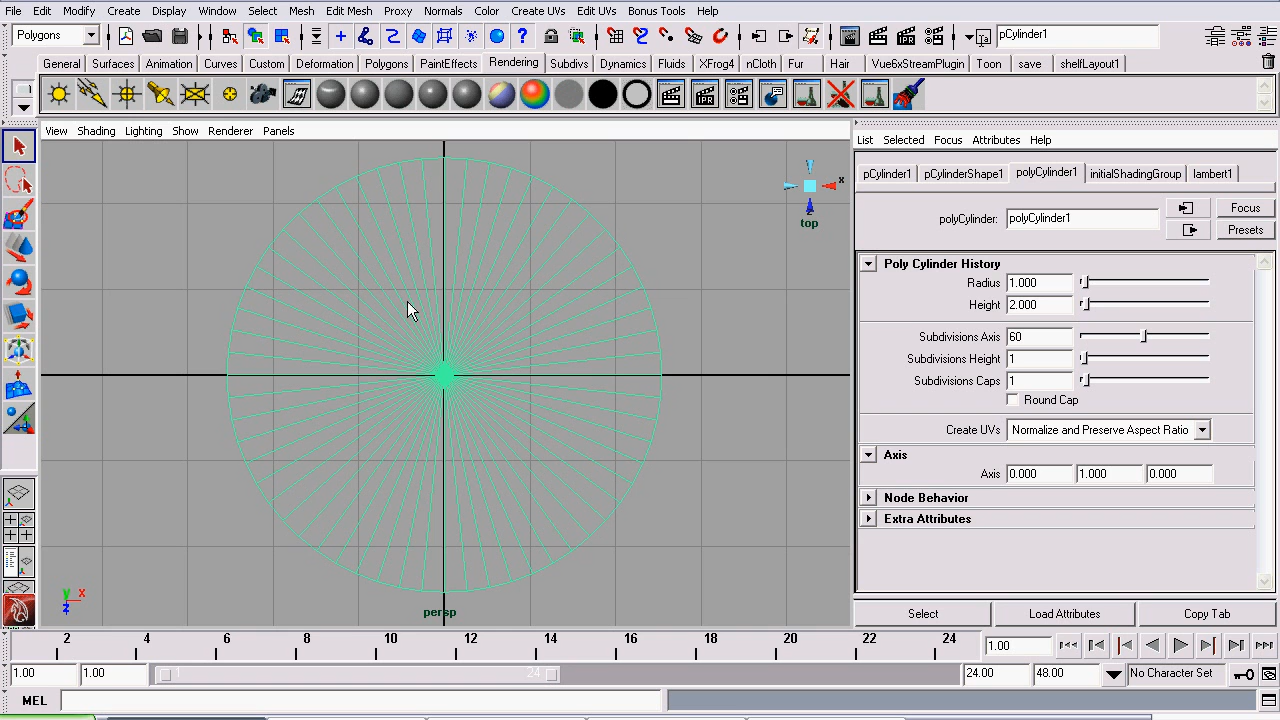 File Edit Modify Create Display Window Select Mesh Edit Mesh Proxy Normals Color Create UVs Edit UVs Bonus Tools Help
Polygons ? pCylinder1
General Surfaces Animation Curves Custom Deformation Polygons PaintEffects Rendering Subdivs Dynamics Fluids XFrog4 nCloth Fur Hair Vue6xStreamPlugin Toon save shelfLayout1
IPR
View Shading Lighting Show Renderer Panels
List Selected Focus Attributes Help
pCylinder1 pCylinderShape1 polyCylinder1 initialShadingGroup lambert1
x
top
polyCylinder: polyCylinder1 Focus
Presets
Poly Cylinder History
Radius 1.000
Height 2.000
Subdivisions Axis 60
Subdivisions Height 1
Subdivisions Caps 1
Round Cap
Create UVs Normalize and Preserve Aspect Ratio
Axis
Axis 0.000 1.000 0.000
Node Behavior
Extra Attributes
y x
z
persp
Select Load Attributes Copy Tab
2 4 6 8 10 12 14 16 18 20 22 24 1.00
1.00 1.00 1 24 24.00 48.00 No Character Set
MEL